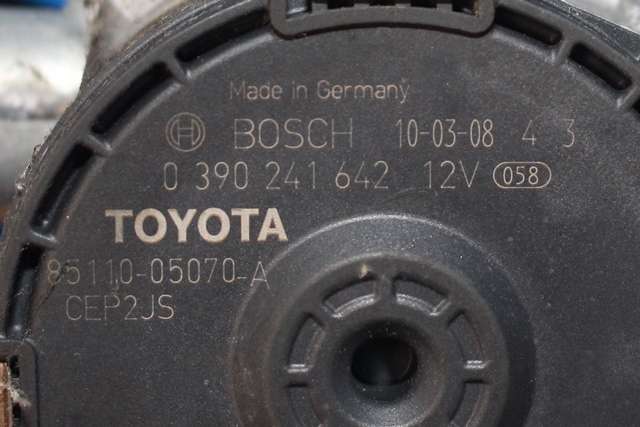 Made in Germany
BOSCH 10-03-08 4 3
0 390 241 642 12V 058
TOYOTA
85110-05070-A
CEP2JS